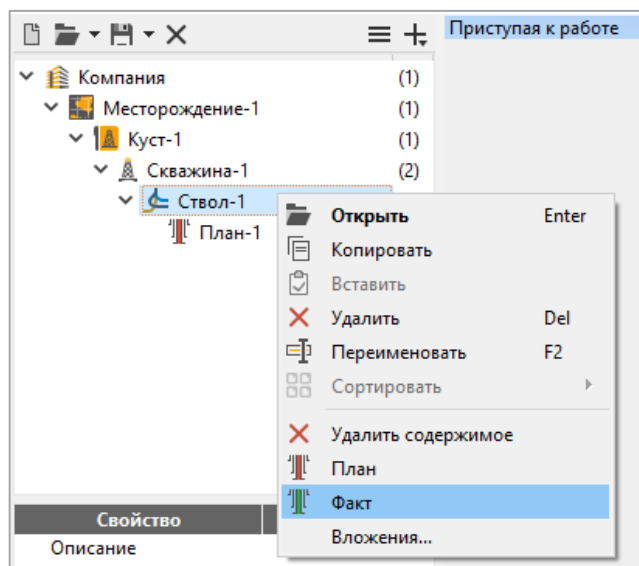 Приступая к работе
Компания (1)
Месторождение-1 (1)
Куст-1 (1)
Скважина-1 (2)
Ствол-1
План-1
Открыть Enter
Копировать
Вставить
Удалить Del
Переименовать F2
Сортировать
Удалить содержимое
План
Факт
Вложения...
Свойство
Описание